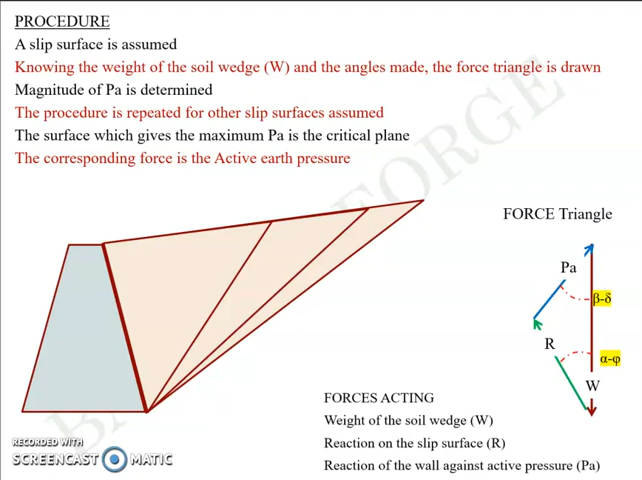 PROCEDURE
A slip surface is assumed
Knowing the weight of the soil wedge (W) and the angles made, the force triangle is drawn
Magnitude of Pa is determined
The procedure is repeated for other slip surfaces assumed
The surface which gives the maximum Pa is the critical plane
The corresponding force is the Active earth pressure
FORCE Triangle
Pa
β-δ
R
α-φ
W
FORCES ACTING
Weight of the soil wedge (W)
Reaction on the slip surface (R)
Reaction of the wall against active pressure (Pa)
RECORDED WITH
SCREENCAST MATIC